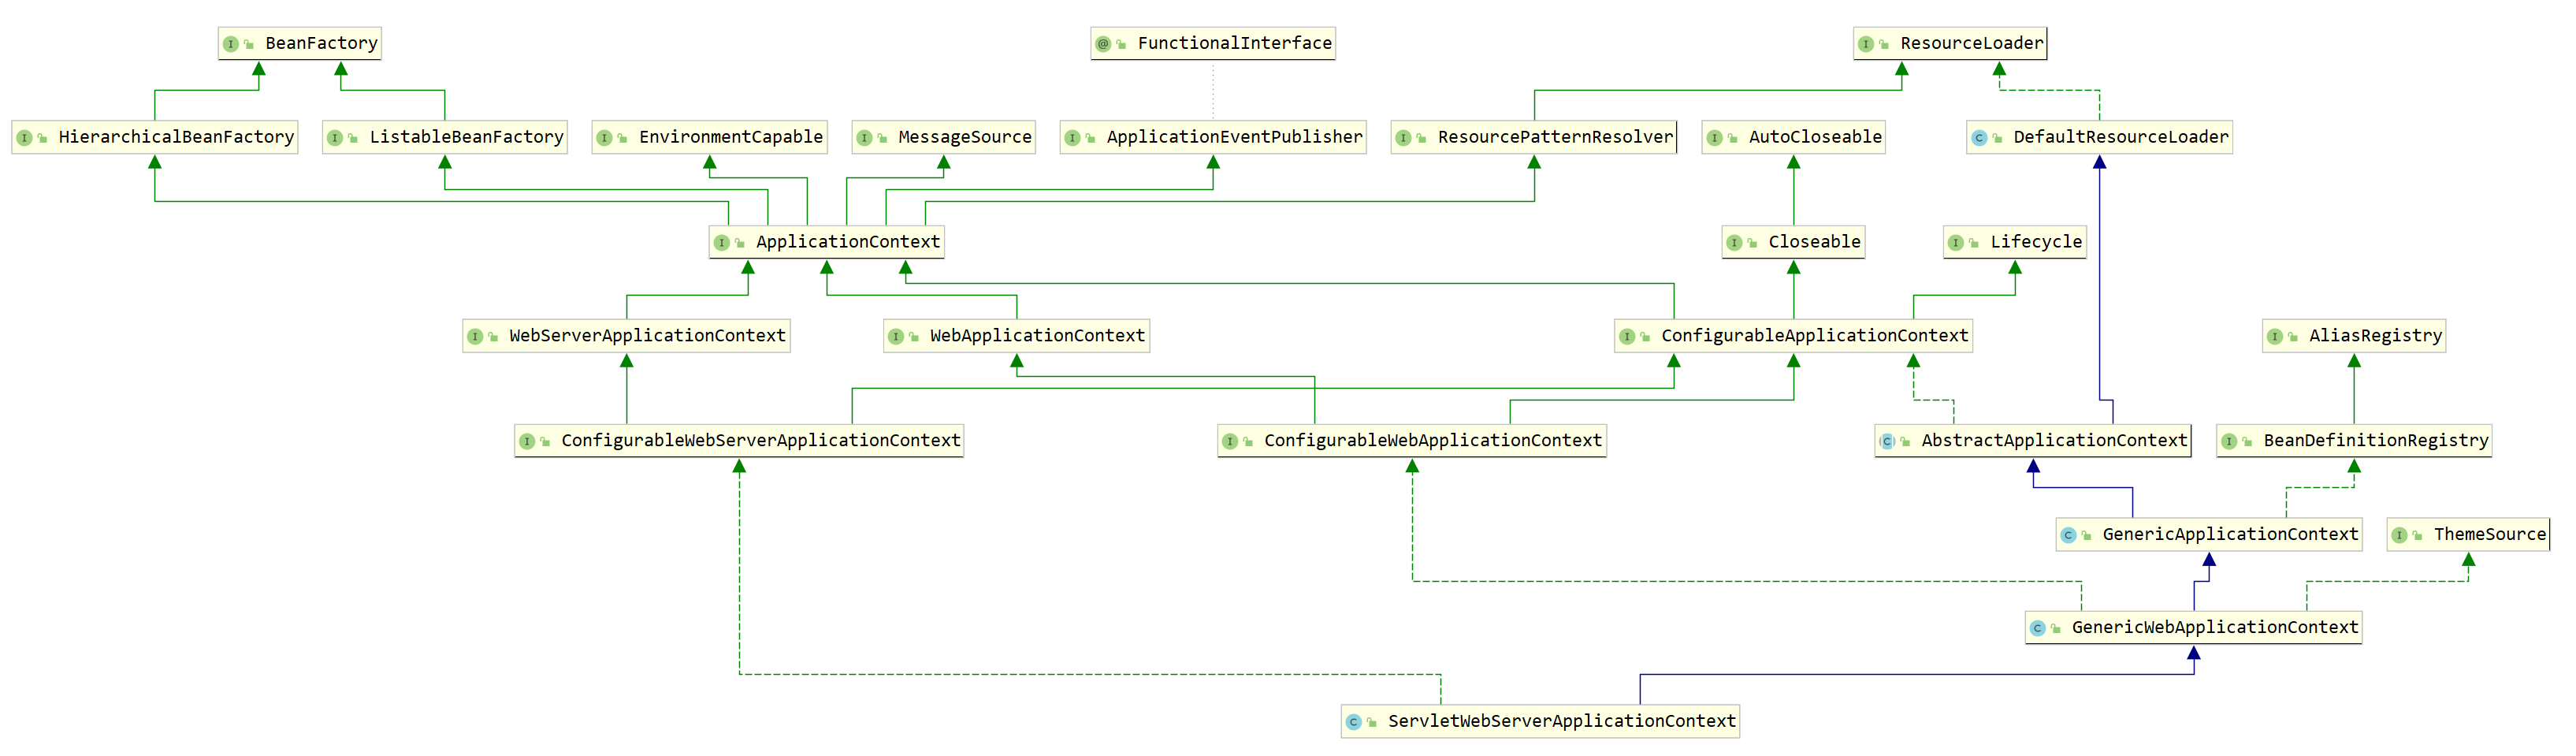 BeanFactory
FunctionalInterface
ResourceLoader
HierarchicalBeanFactory
ListableBeanFactory
EnvironmentCapable
MessageSource
ApplicationEventPublisher
ResourcePatternResolver
AutoCloseable
DefaultResourceLoader
ApplicationContext
Closeable
Lifecycle
WebServerApplicationContext
WebApplicationContext
ConfigurableApplicationContext
AliasRegistry
ConfigurableWebServerApplicationContext
ConfigurableWebApplicationContext
AbstractApplicationContext
BeanDefinitionRegistry
GenericApplicationContext
ThemeSource
GenericWebApplicationContext
ServletWebServerApplicationContext